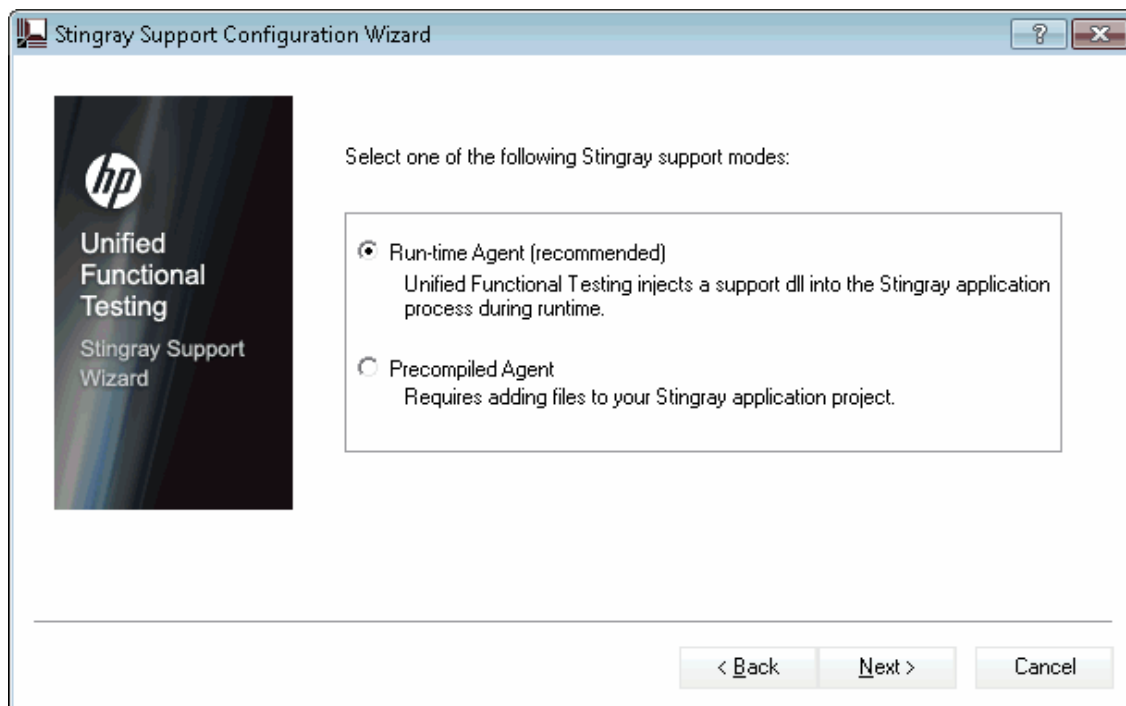 Stingray Support Configuration Wizard
?
hp
Unified
Functional
Testing
Stingray Support
Wizard
Select one of the following Stingray support modes:
Run-time Agent (recommended)
Unified Functional Testing injects a support dll into the Stingray application
process during runtime.
Precompiled Agent
Requires adding files to your Stingray application project.
< Back
Next >
Cancel